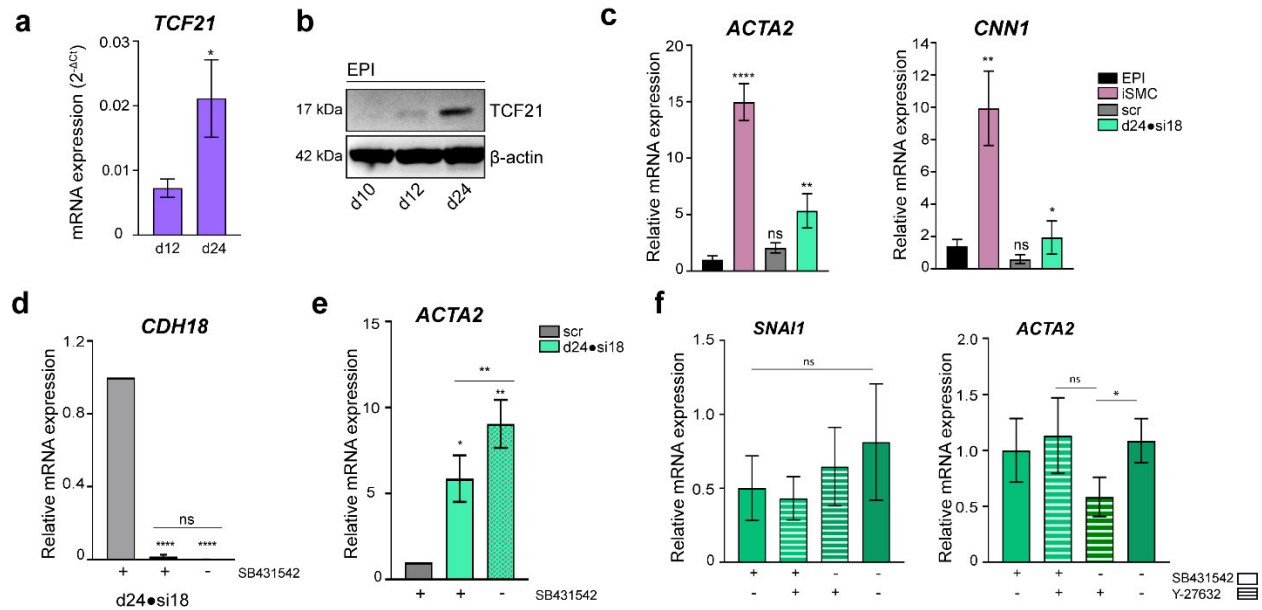 a
TCF21
mRNA expression (2^-ΔCt)
0.03
0.02
0.01
0
*
d12 d24
b
EPI
17 kDa TCF21
42 kDa β-actin
d10 d12 d24
c
ACTA2
Relative mRNA expression
20
15
10
5
0
****
ns
**
CNN1
Relative mRNA expression
14
12
10
8
6
4
2
0
**
ns
*
EPI
iSMC
scr
d24●si18
d
CDH18
Relative mRNA expression
1.2
0.8
0.4
0
ns
**** ****
+ + - SB431542
d24●si18
e
ACTA2
Relative mRNA expression
15
10
5
0
**
*
**
scr
d24●si18
+ + - SB431542
f
SNAI1
Relative mRNA expression
1.5
1.0
0.5
0.0
ns
+ + - -
- + + -
ACTA2
Relative mRNA expression
2.0
1.5
1.0
0.5
0.0
ns
*
+ + - - SB431542
- + + - Y-27632